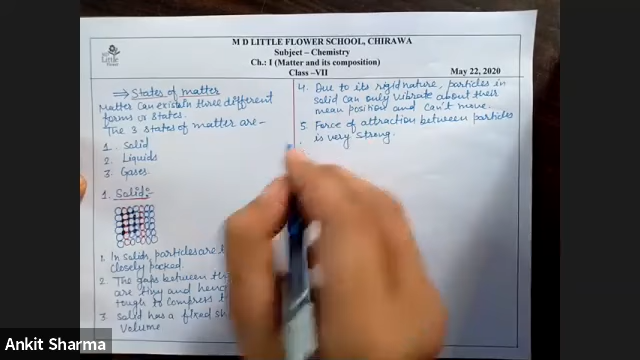 M D LITTLE FLOWER SCHOOL, CHIRAWA
Subject – Chemistry
Ch.: I (Matter and its composition)
Class –VII
May 22, 2020
Little
Flower
⇒ States of matter
Matter Can exist in three different
forms or states.
The 3 states of matter are-
1. Solid
2. Liquids
3. Gases.
1. Solids
1. In Solids, particles are
closely packed.
2. The gaps between
are tiny and
tough to compress
3. Solid has a fixed
Volume
4. Due to its rigid nature, particles in
Solid Can only vibrate about their
mean position and Can't move.
5. Force of attraction between particles
is very strong.
Ankit Sharma